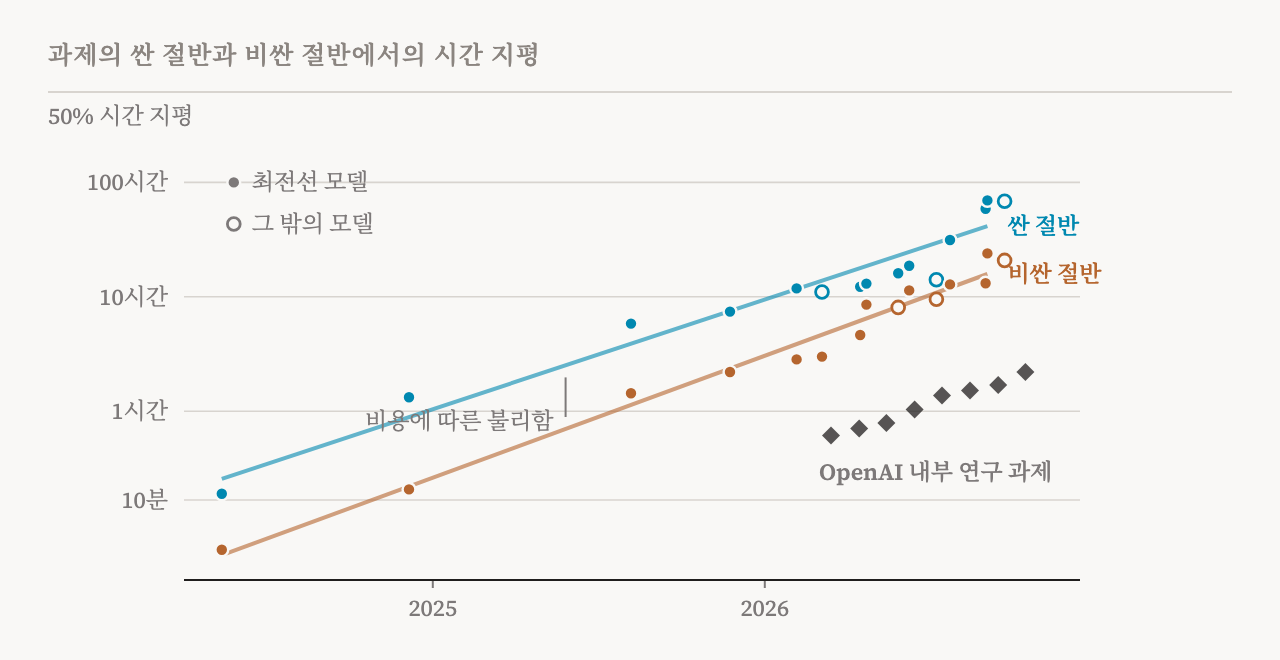 과제의 싼 절반과 비싼 절반에서의 시간 지평
50% 시간 지평
100시간
최전선 모델
그 밖의 모델
싼 절반
비싼 절반
10시간
1시간
비용에 따른 불리함
OpenAI 내부 연구 과제
10분
2025
2026